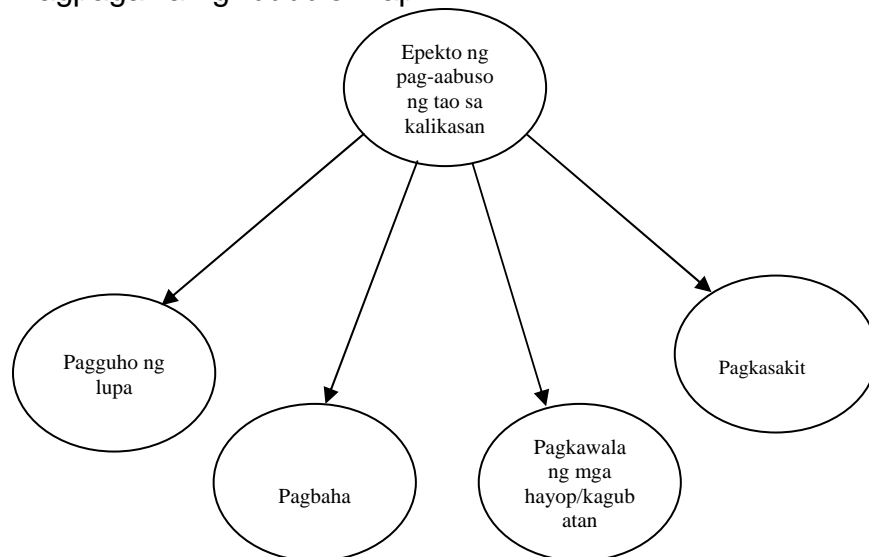 Epekto ng
pag-aabuso
ng tao sa
kalikasan
Pagguho ng
lupa
Pagbaha
Pagkawala
ng mga
hayop/kagub
atan
Pagkasakit